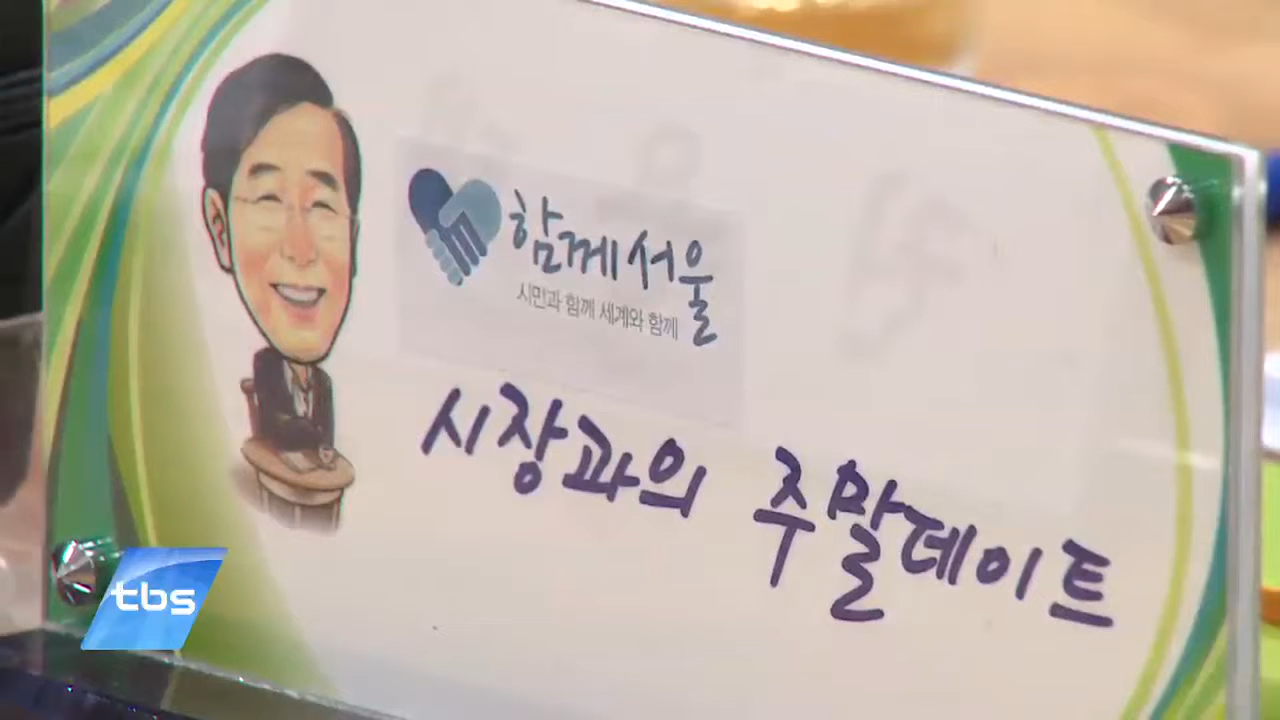 함께 서울
시민과 함께 세계와 함께
시장과의 주말데이트
tbs